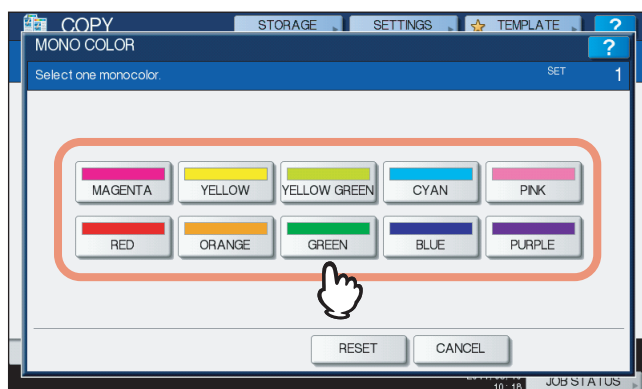 COPY STORAGE SETTINGS TEMPLATE ?
MONO COLOR ?
Select one monocolor. SET 1
MAGENTA YELLOW YELLOW GREEN CYAN PINK
RED ORANGE GREEN BLUE PURPLE
RESET CANCEL
10 : 18 JOB STATUS